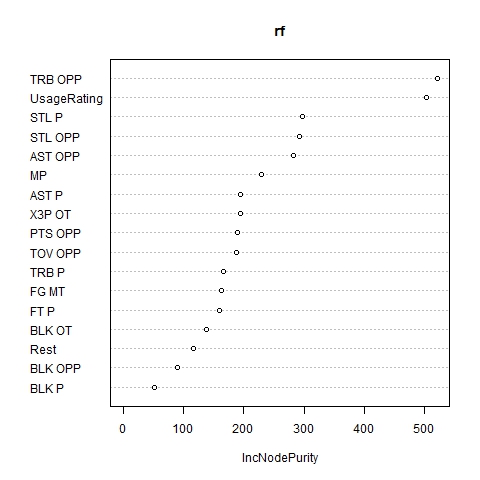 rf
TRB OPP
UsageRating
STL P
STL OPP
AST OPP
MP
AST P
X3P OT
PTS OPP
TOV OPP
TRB P
FG MT
FT P
BLK OT
Rest
BLK OPP
BLK P
0 100 200 300 400 500
IncNodePurity